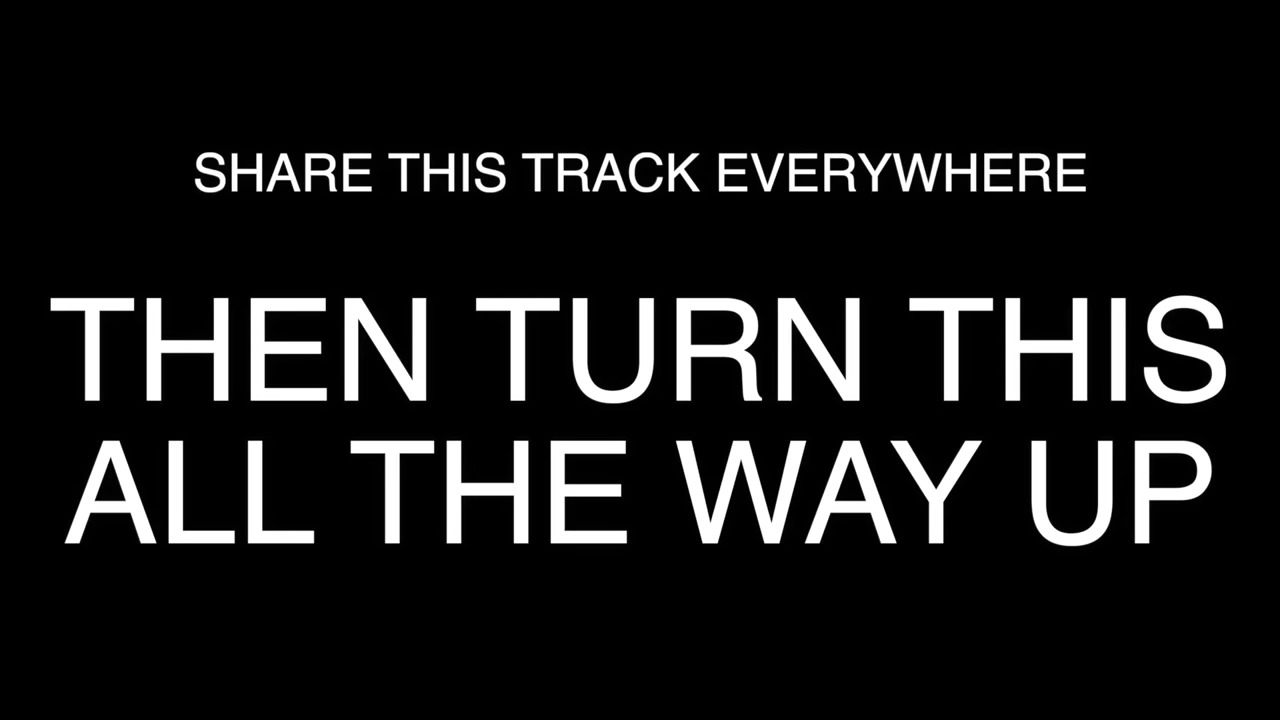 SHARE THIS TRACK EVERYWHERE
THEN TURN THIS
ALL THE WAY UP